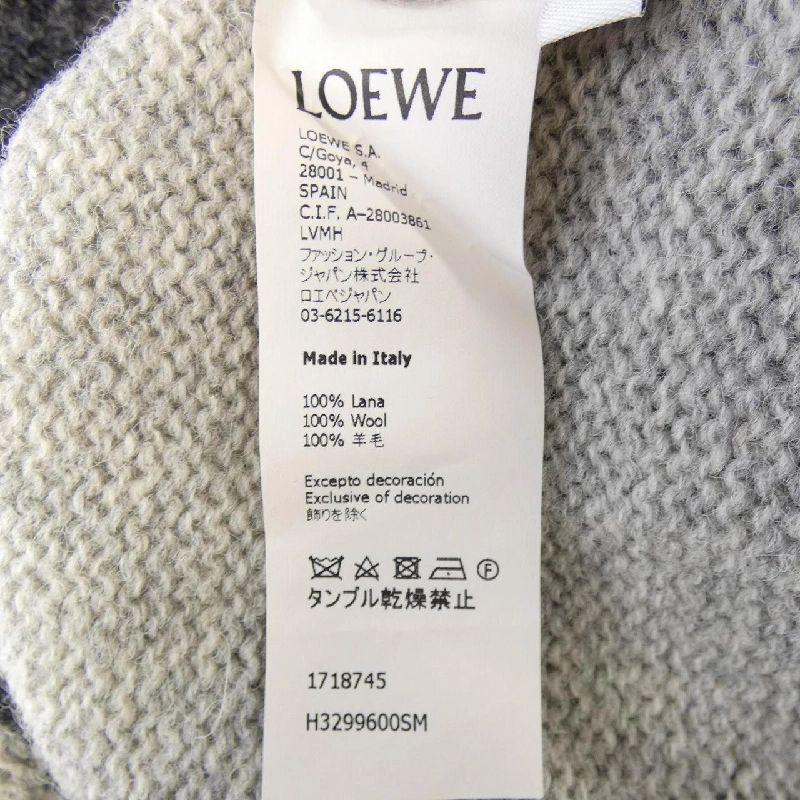 LOEWE
LOEWE S.A.
C/Goya, 4
28001 – Madrid
SPAIN
C.I.F. A-28003861
LVMH
ファッション・グループ・
ジャパン株式会社
ロエベジャパン
03-6215-6116
Made in Italy
100% Lana
100% Wool
100% 羊毛
Excepto decoración
Exclusive of decoration
飾りを除く
F
タンブル乾燥禁止
1718745
H3299600SM